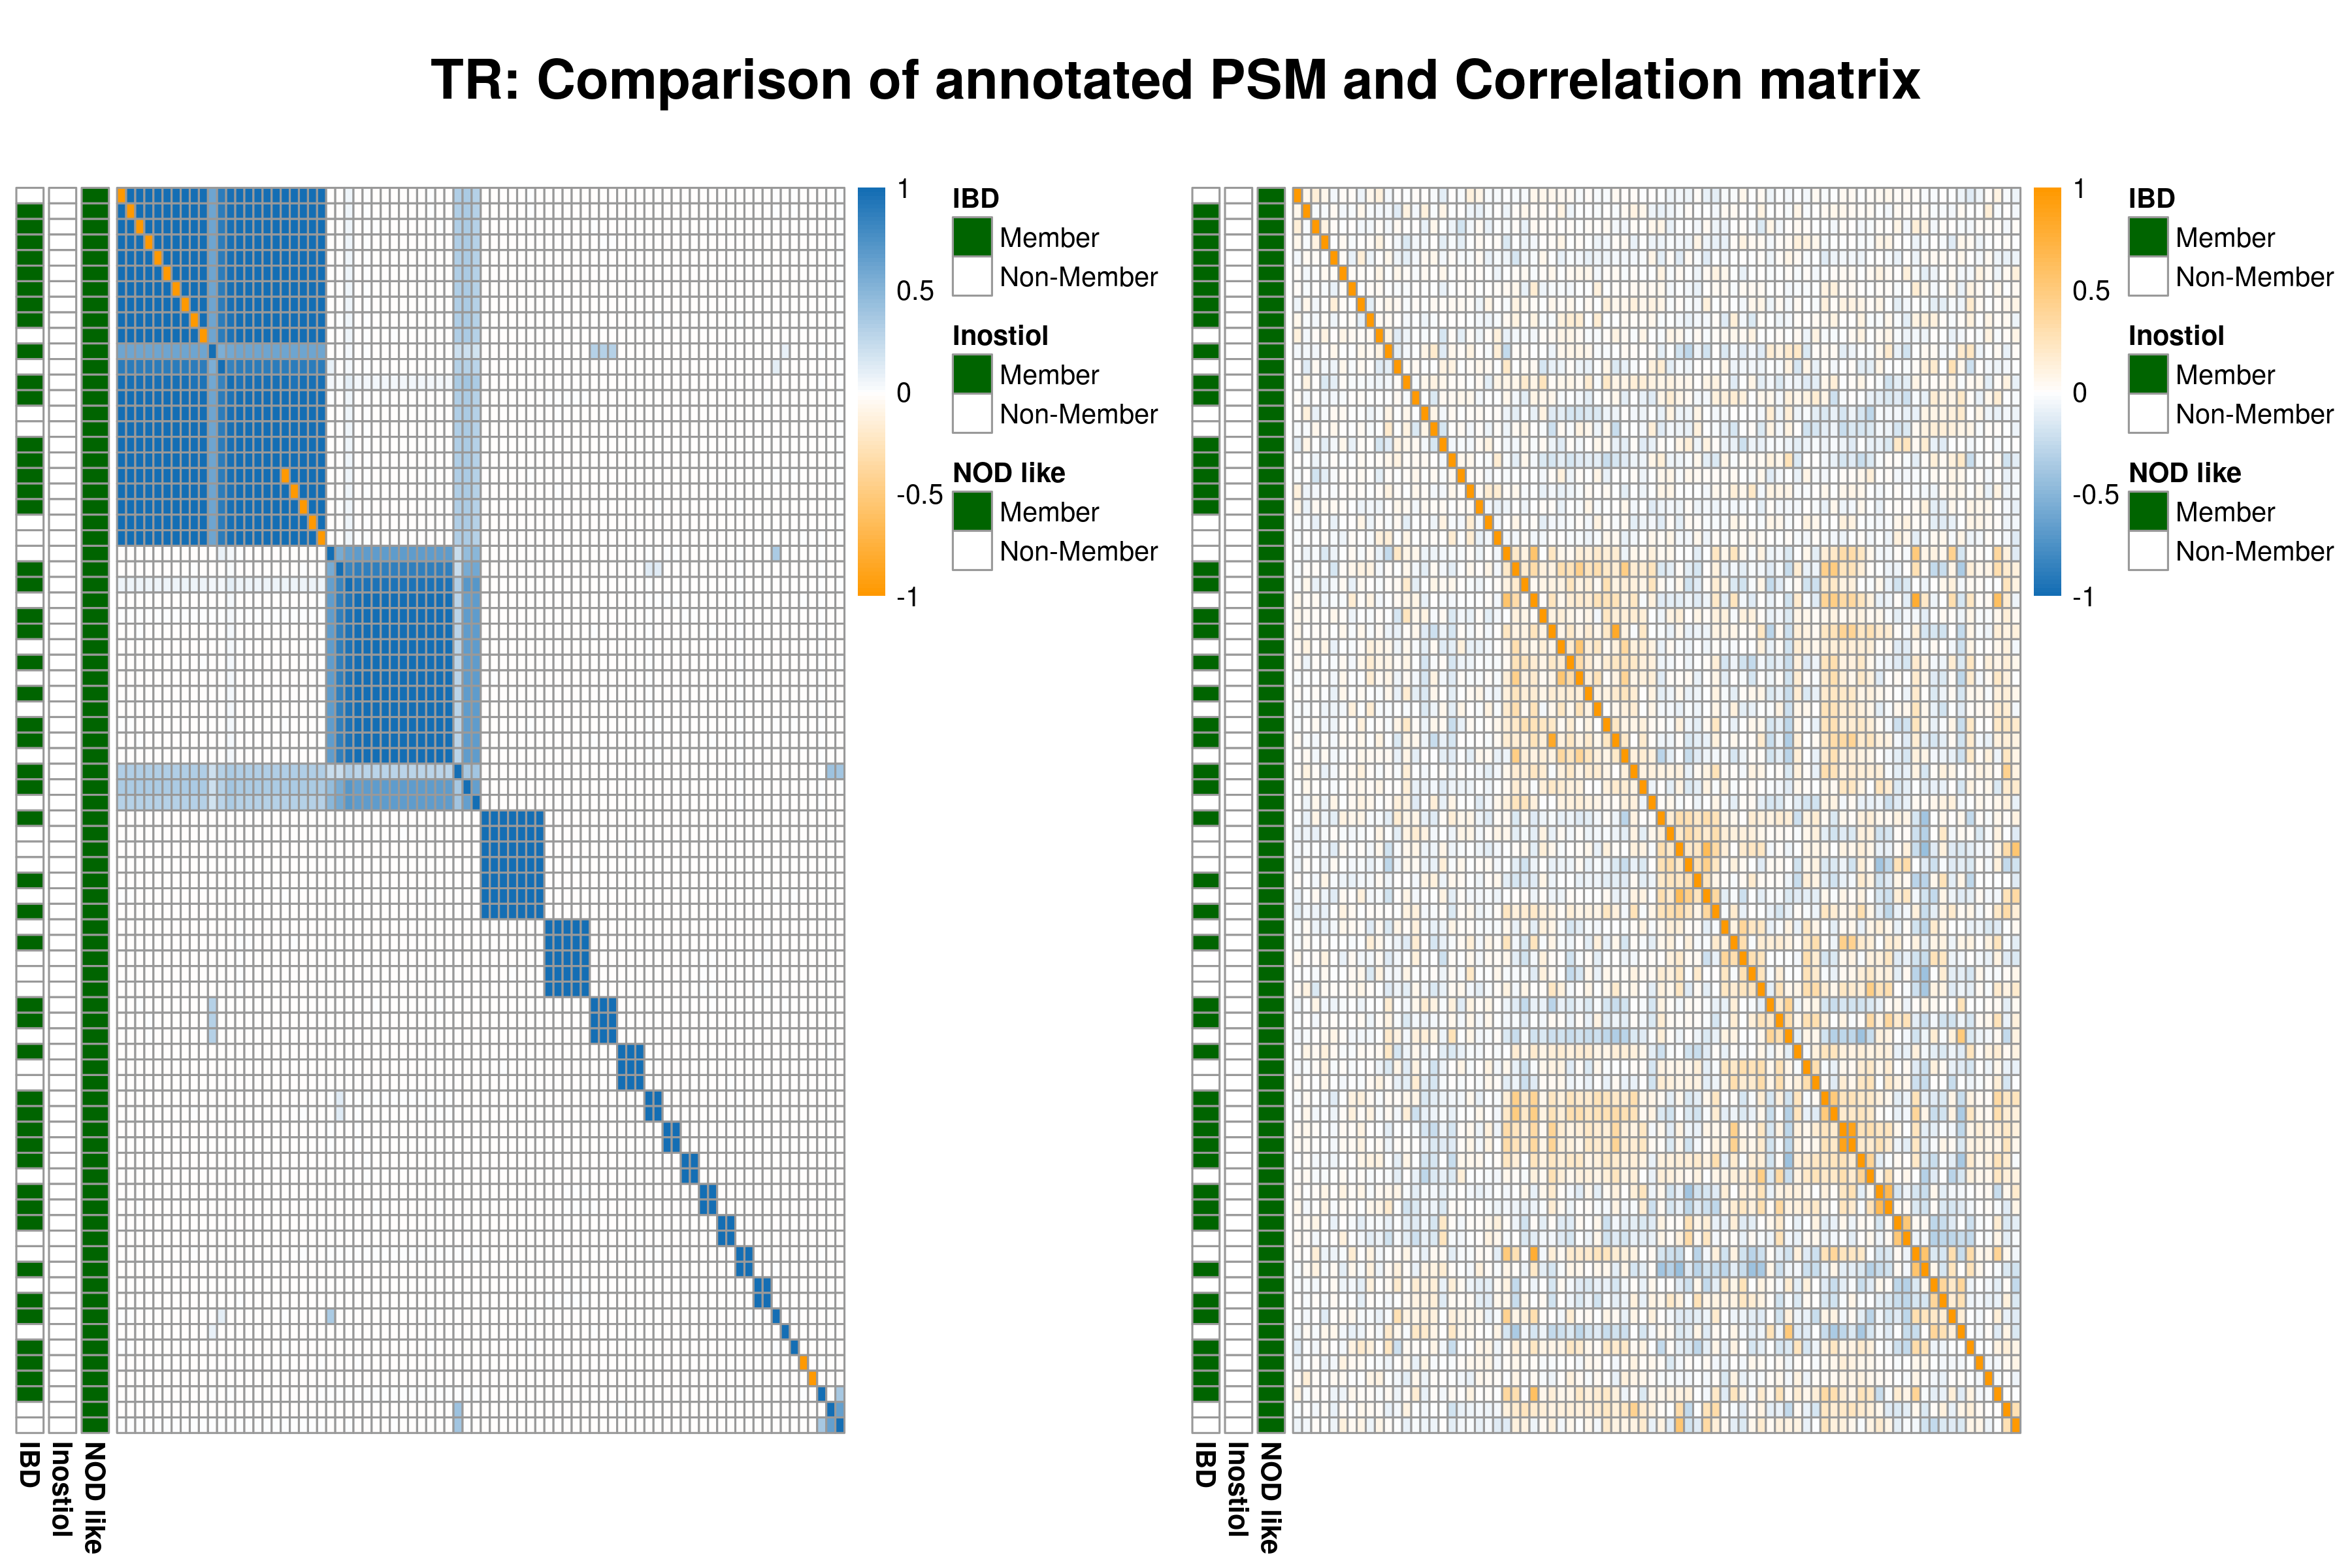 TR: Comparison of annotated PSM and Correlation matrix
1
0.5
0
-0.5
-1
IBD
Member
Non-Member
Inostiol
Member
Non-Member
NOD like
Member
Non-Member
IBD
Inostiol
NOD like
1
0.5
0
-0.5
-1
IBD
Member
Non-Member
Inostiol
Member
Non-Member
NOD like
Member
Non-Member
IBD
Inostiol
NOD like